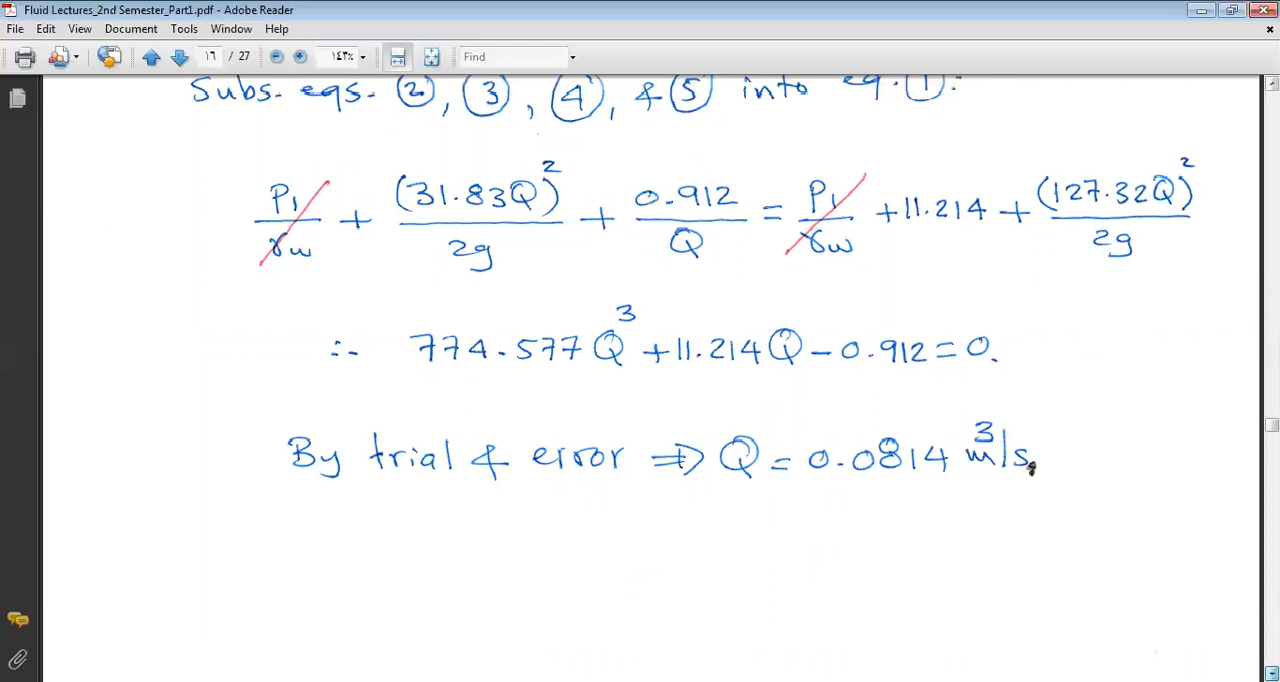 Fluid Lectures_2nd Semester_Part1.pdf - Adobe Reader
File Edit View Document Tools Window Help
١٦ / 27 ١٤٣% Find
Subs. eqs. ②, ③, ④, & ⑤ into eq. ①:
P1/γw + (31.83Q)²/2g + 0.912/Q = P1/γw + 11.214 + (127.32Q)²/2g
∴ 774.577Q³ + 11.214Q - 0.912 = 0.
By trial & error ⇒ Q = 0.0814 m³/s